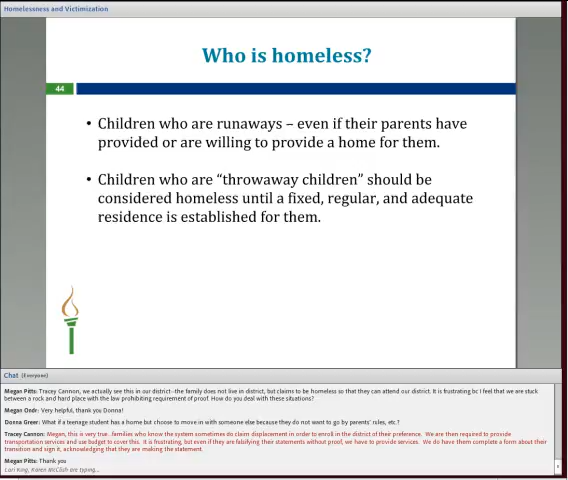 Homelessness and Victimization
Who is homeless?
44
• Children who are runaways – even if their parents have
provided or are willing to provide a home for them.
• Children who are “throwaway children” should be
considered homeless until a fixed, regular, and adequate
residence is established for them.
Chat (Everyone)
Megan Pitts: Tracey Cannon, we actually see this in our district--the family does not live in district, but claims to be homeless so that they can attend our district. It is frustrating bc I feel that we are stuck
between a rock and hard place with the law prohibiting requirement of proof. How do you deal with these situations?
Megan Ondr: Very helpful, thank you Donna!
Donna Greer: What if a teenage student has a home but choose to move in with someone else because they do not want to go by parents' rules, etc.?
Tracey Cannon: Megan, this is very true...families who know the system sometimes do claim displacement in order to enroll in the district of their preference. We are then required to provide
transportation services and use budget to cover this. It is frustrating, but even if they are falsifying their statements without proof, we have to provide services. We do have them complete a form about their
transition and sign it, acknowledging that they are making the statement.
Megan Pitts: Thank you
Lori King, Karen McClish are typing...